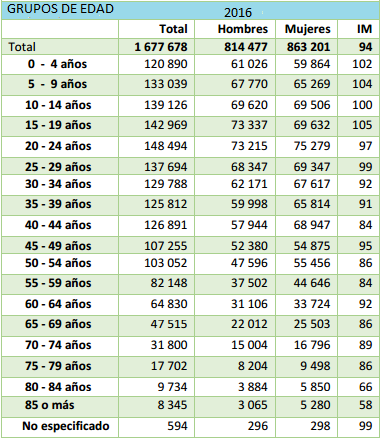 GRUPOS DE EDAD 2016
Total Hombres Mujeres IM
Total 1 677 678 814 477 863 201 94
0 - 4 años 120 890 61 026 59 864 102
5 - 9 años 133 039 67 770 65 269 104
10 - 14 años 139 126 69 620 69 506 100
15 - 19 años 142 969 73 337 69 632 105
20 - 24 años 148 494 73 215 75 279 97
25 - 29 años 137 694 68 347 69 347 99
30 - 34 años 129 788 62 171 67 617 92
35 - 39 años 125 812 59 998 65 814 91
40 - 44 años 126 891 57 944 68 947 84
45 - 49 años 107 255 52 380 54 875 95
50 - 54 años 103 052 47 596 55 456 86
55 - 59 años 82 148 37 502 44 646 84
60 - 64 años 64 830 31 106 33 724 92
65 - 69 años 47 515 22 012 25 503 86
70 - 74 años 31 800 15 004 16 796 89
75 - 79 años 17 702 8 204 9 498 86
80 - 84 años 9 734 3 884 5 850 66
85 o más 8 345 3 065 5 280 58
No especificado 594 296 298 99